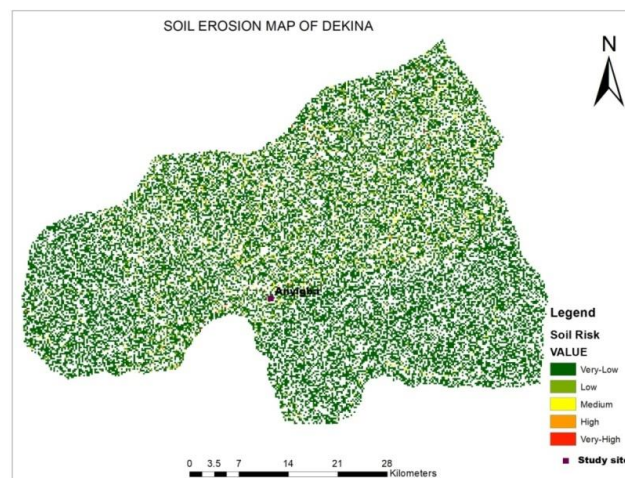 SOIL EROSION MAP OF DEKINA
N
Anyigba
Legend
Soil Risk
VALUE
Very-Low
Low
Medium
High
Very-High
Study site
0 3.5 7 14 21 28
Kilometers